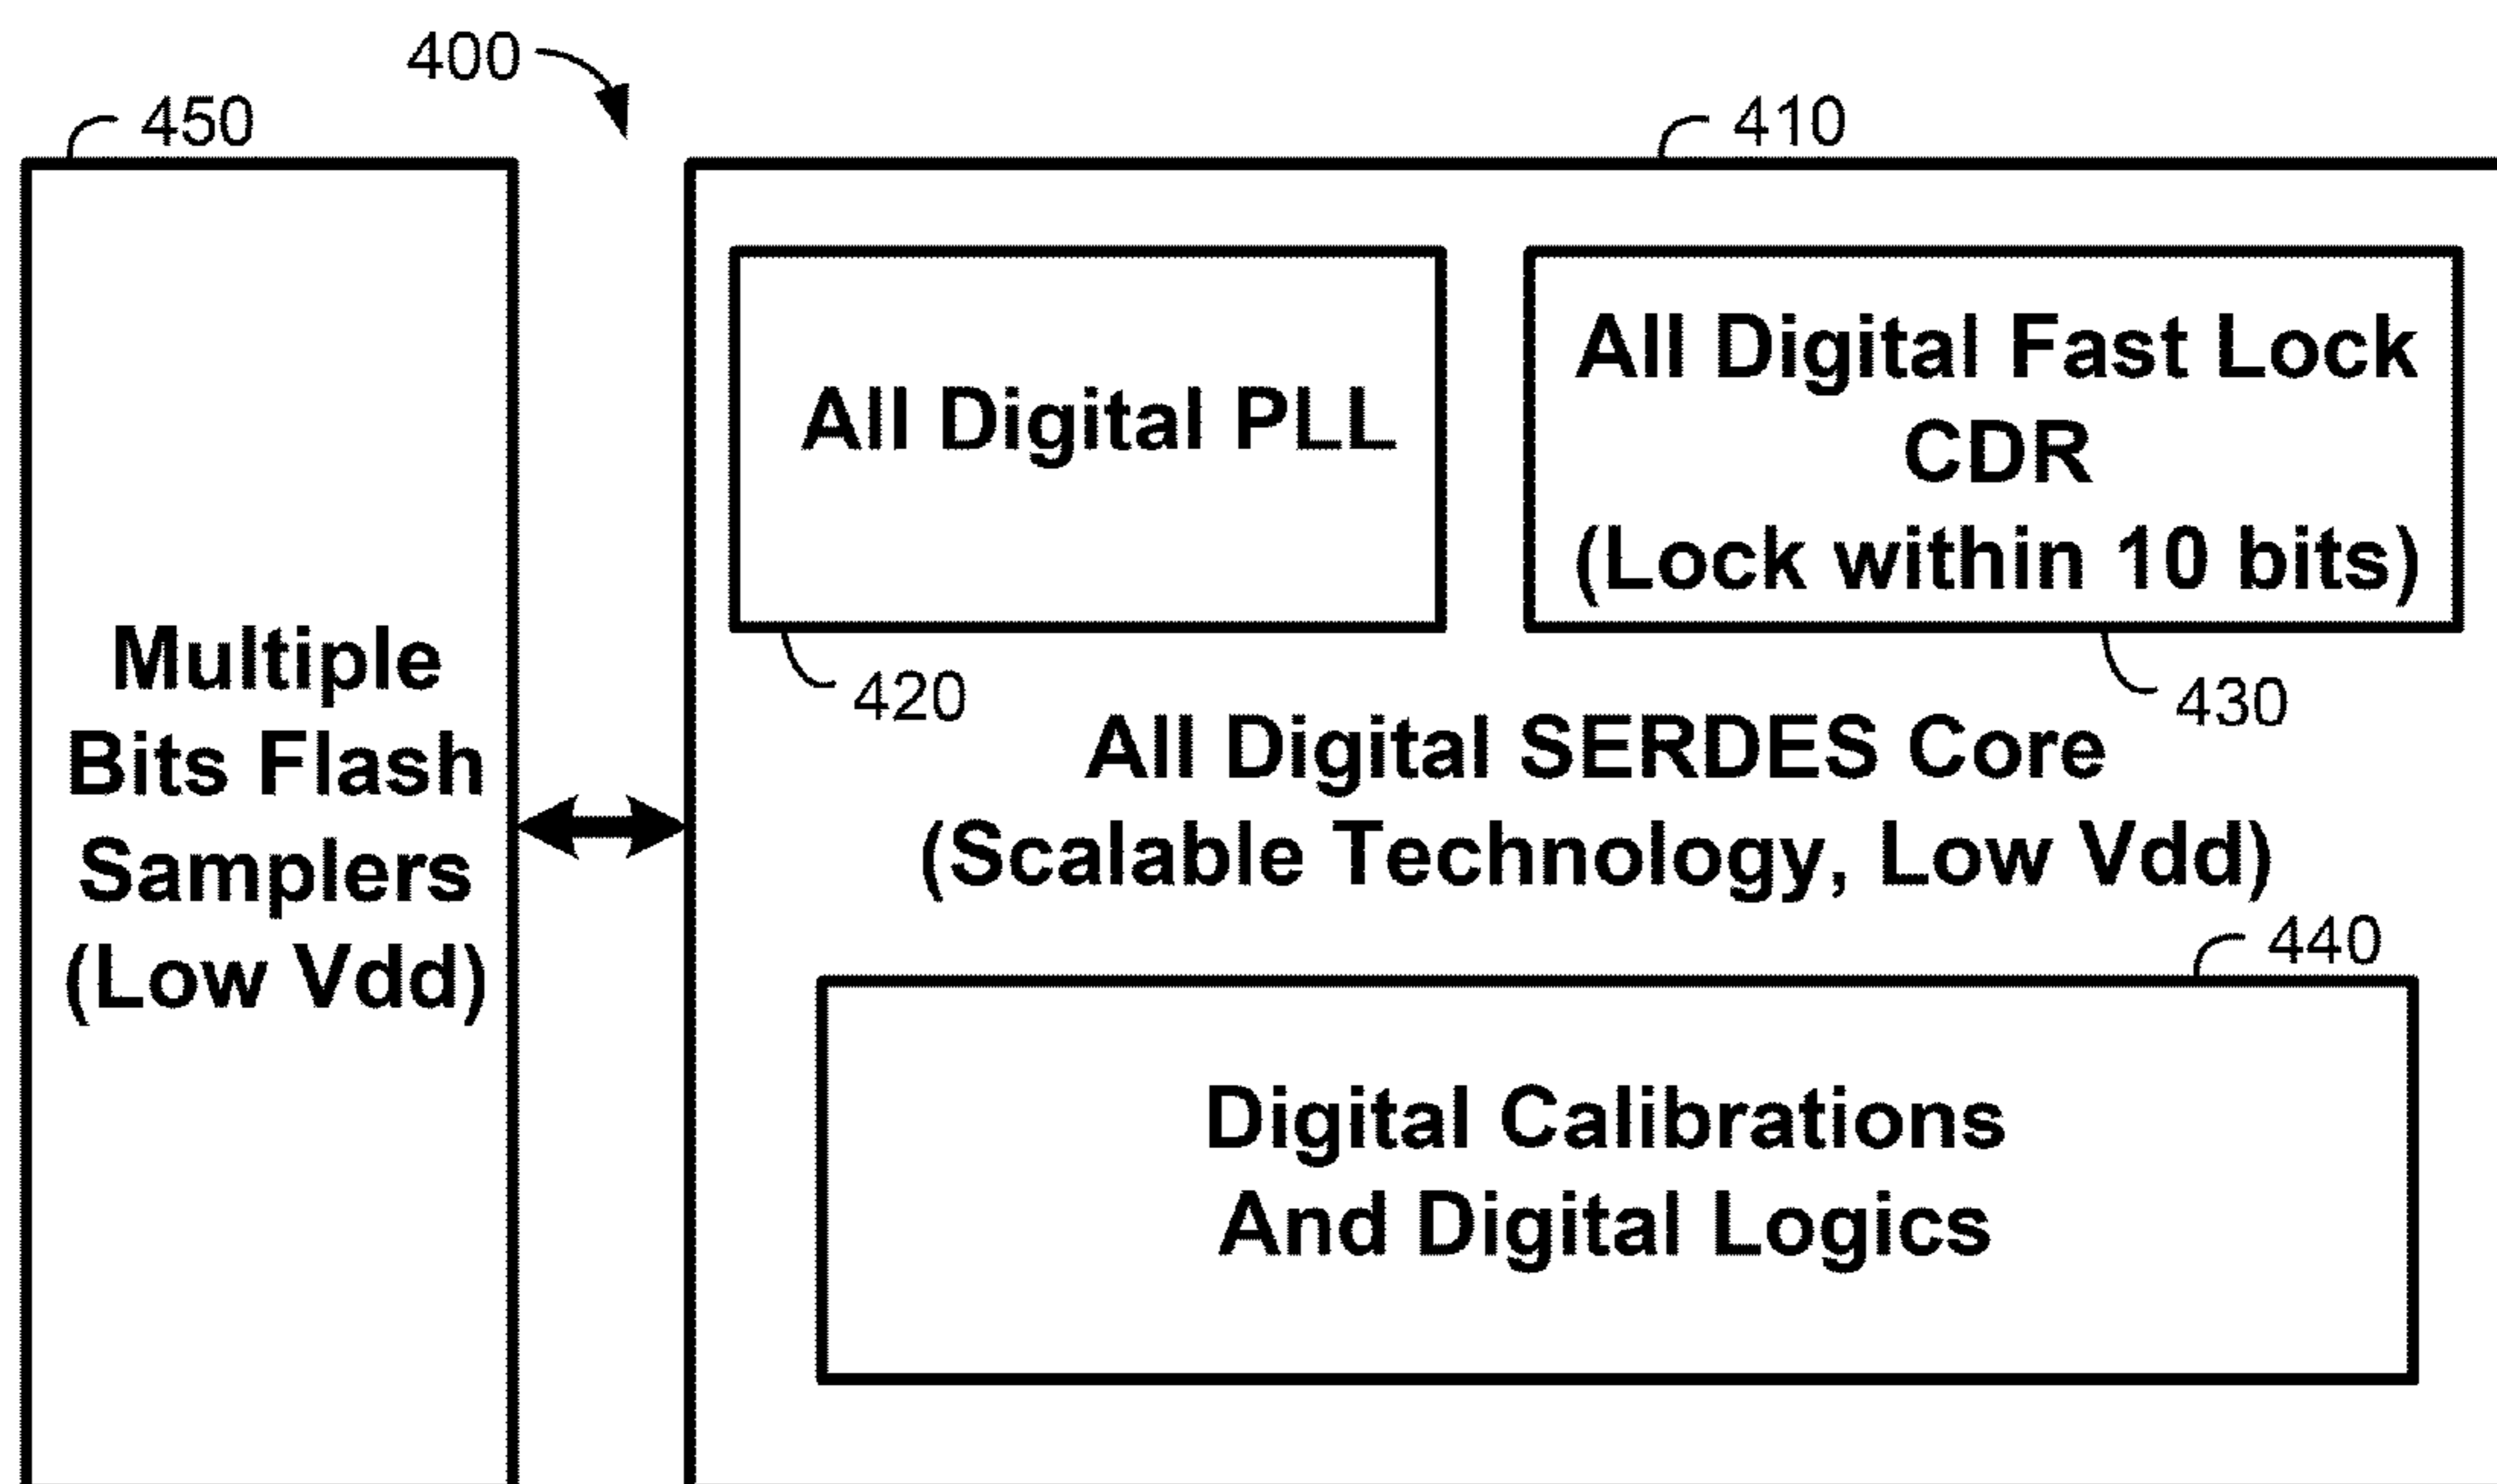 400
450
410
All Digital PLL
All Digital Fast Lock
CDR
(Lock within 10 bits)
420
430
Multiple
Bits Flash
Samplers
(Low Vdd)
All Digital SERDES Core
(Scalable Technology, Low Vdd)
440
Digital Calibrations
And Digital Logics